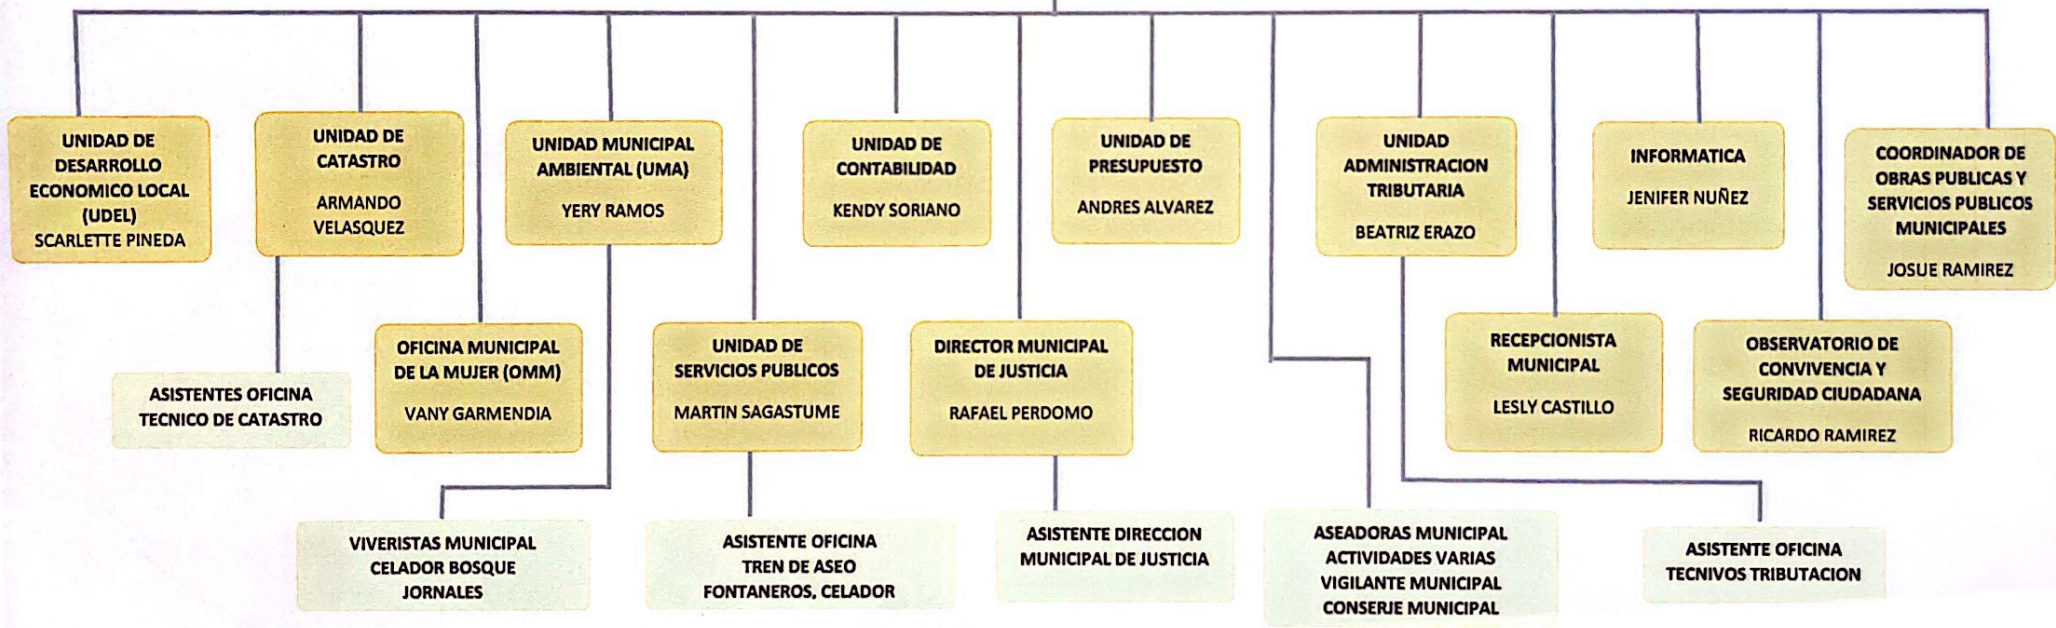 UNIDAD DE
DESARROLLO
ECONOMICO LOCAL
(UDEL)
SCARLETTE PINEDA
UNIDAD DE
CATASTRO
ARMANDO
VELASQUEZ
UNIDAD MUNICIPAL
AMBIENTAL (UMA)
YERY RAMOS
UNIDAD DE
CONTABILIDAD
KENDY SORIANO
UNIDAD DE
PRESUPUESTO
ANDRES ALVAREZ
UNIDAD
ADMINISTRACION
TRIBUTARIA
BEATRIZ ERAZO
INFORMATICA
JENIFER NUÑEZ
COORDINADOR DE
OBRAS PUBLICAS Y
SERVICIOS PUBLICOS
MUNICIPALES
JOSUE RAMIREZ
ASISTENTES OFICINA
TECNICO DE CATASTRO
OFICINA MUNICIPAL
DE LA MUJER (OMM)
VANY GARMENDIA
UNIDAD DE
SERVICIOS PUBLICOS
MARTIN SAGASTUME
DIRECTOR MUNICIPAL
DE JUSTICIA
RAFAEL PERDOMO
RECEPCIONISTA
MUNICIPAL
LESLY CASTILLO
OBSERVATORIO DE
CONVIVENCIA Y
SEGURIDAD CIUDADANA
RICARDO RAMIREZ
VIVERISTAS MUNICIPAL
CELADOR BOSQUE
JORNALES
ASISTENTE OFICINA
TREN DE ASEO
FONTANEROS, CELADOR
ASISTENTE DIRECCION
MUNICIPAL DE JUSTICIA
ASEADORAS MUNICIPAL
ACTIVIDADES VARIAS
VIGILANTE MUNICIPAL
CONSERJE MUNICIPAL
ASISTENTE OFICINA
TECNIVOS TRIBUTACION